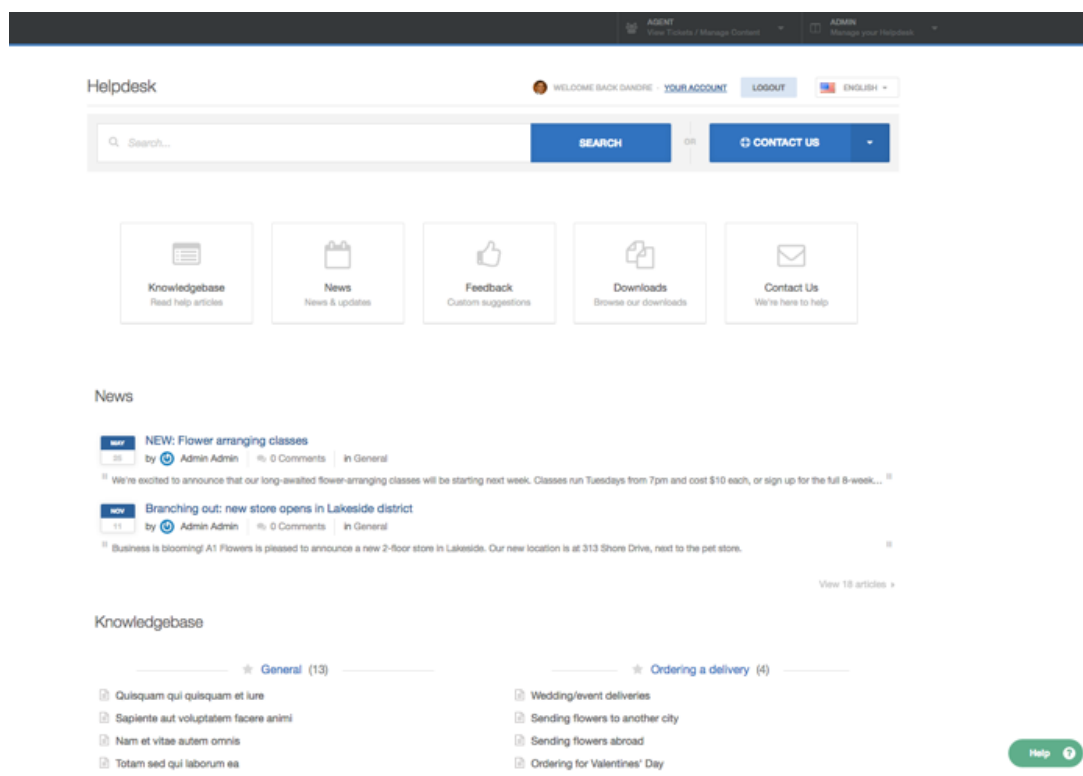 AGENT
View Tickets / Manage Content
ADMIN
Manage your Helpdesk
Helpdesk
WELCOME BACK DANDRE - YOUR ACCOUNT
LOGOUT
ENGLISH
Search...
SEARCH
OR
CONTACT US
Knowledgebase
Read help articles
News
News & updates
Feedback
Custom suggestions
Downloads
Browse our downloads
Contact Us
We're here to help
News
MAY
25
NEW: Flower arranging classes
by Admin Admin 0 Comments in General
We're excited to announce that our long-awaited flower-arranging classes will be starting next week. Classes run Tuesdays from 7pm and cost $10 each, or sign up for the full 8-week...
NOV
11
Branching out: new store opens in Lakeside district
by Admin Admin 0 Comments in General
Business is blooming! A1 Flowers is pleased to announce a new 2-floor store in Lakeside. Our new location is at 313 Shore Drive, next to the pet store.
View 18 articles »
Knowledgebase
General (13)
Quisquam qui quisquam et iure
Sapiente aut voluptatem facere animi
Nam et vitae autem omnis
Totam sed qui laborum ea
Ordering a delivery (4)
Wedding/event deliveries
Sending flowers to another city
Sending flowers abroad
Ordering for Valentines' Day
Help ?